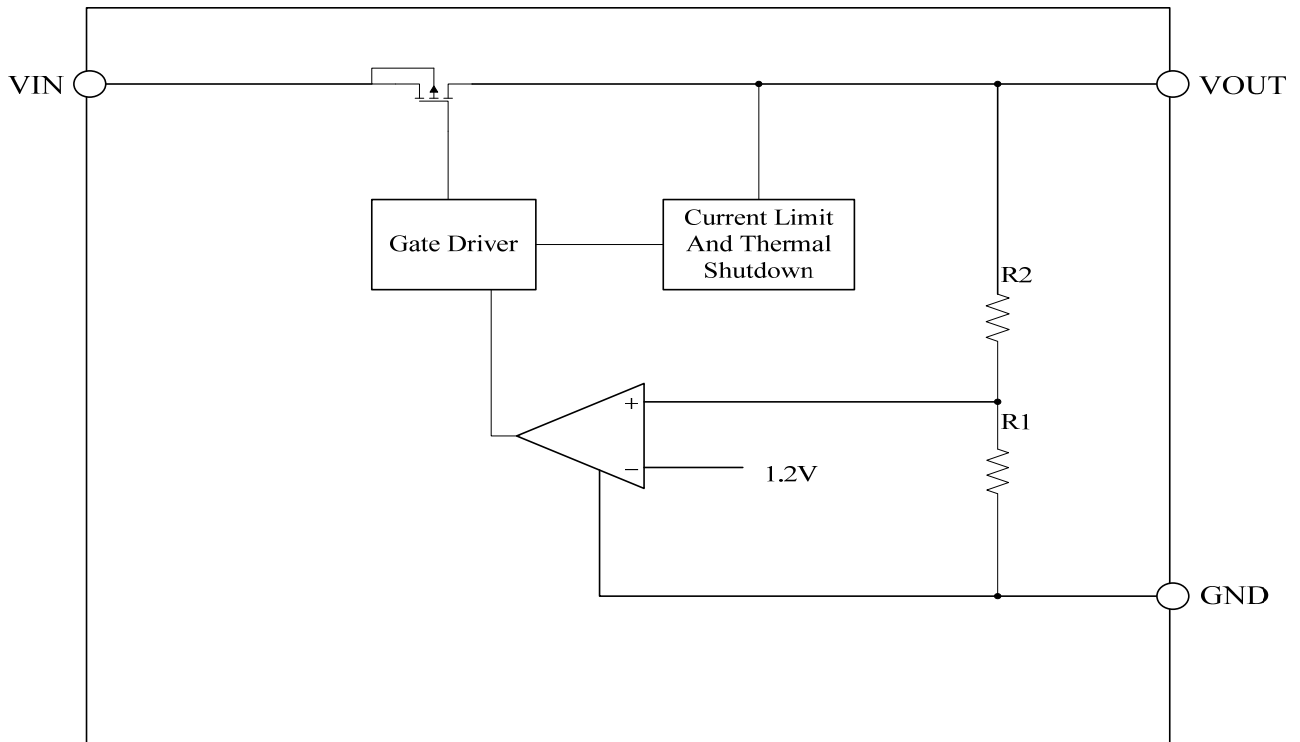 VIN
VOUT
Gate Driver
Current Limit
And Thermal
Shutdown
R2
+
R1
−
1.2V
GND